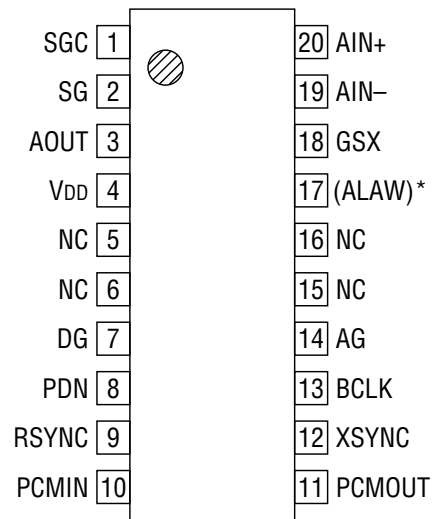 SGC 1 20 AIN+
SG 2 19 AIN–
AOUT 3 18 GSX
VDD 4 17 (ALAW)*
NC 5 16 NC
NC 6 15 NC
DG 7 14 AG
PDN 8 13 BCLK
RSYNC 9 12 XSYNC
PCMIN 10 11 PCMOUT